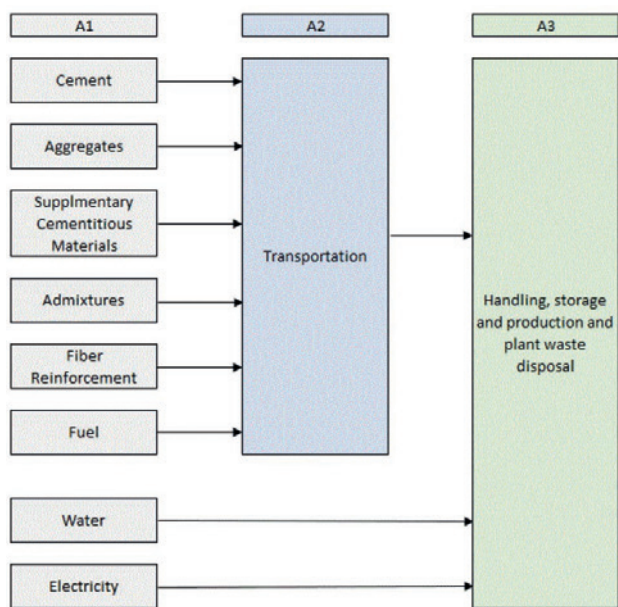 A1
A2
A3
Cement
Aggregates
Supplmentary
Cementitious
Materials
Admixtures
Fiber
Reinforcement
Fuel
Water
Electricity
Transportation
Handling, storage
and production and
plant waste
disposal